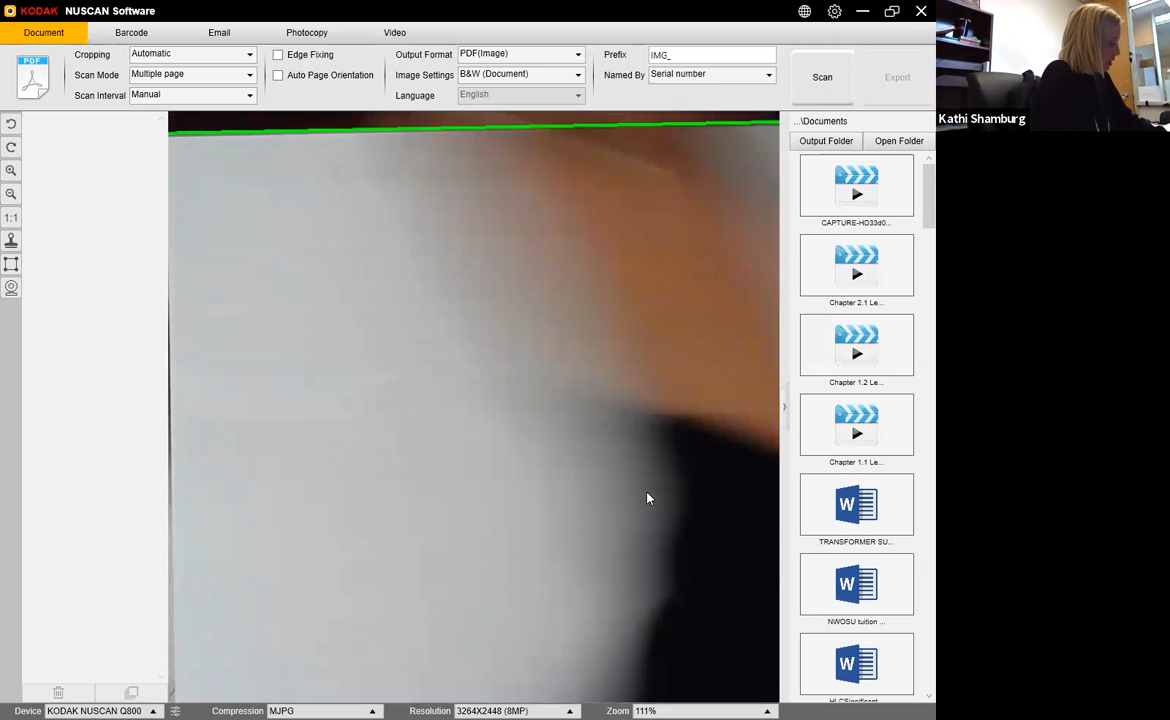 KODAK NUSCAN Software
Document
Barcode
Email
Photocopy
Video
PDF
Cropping
Automatic
Scan Mode
Multiple page
Scan Interval
Manual
Edge Fixing
Auto Page Orientation
Output Format
PDF(Image)
Image Settings
B&W (Document)
Language
English
Prefix
IMG_
Named By
Serial number
Scan
Export
Kathi Shamburg
1:1
...\Documents
Output Folder
Open Folder
CAPTURE-HD33d0...
Chapter 2.1 Le...
Chapter 1.2 Le...
Chapter 1.1 Le...
W
TRANSFORMER SU...
W
NWOSU tuition ...
W
HLCSignificant
Device
KODAK NUSCAN Q800
Compression
MJPG
Resolution
3264X2448 (8MP)
Zoom
111%